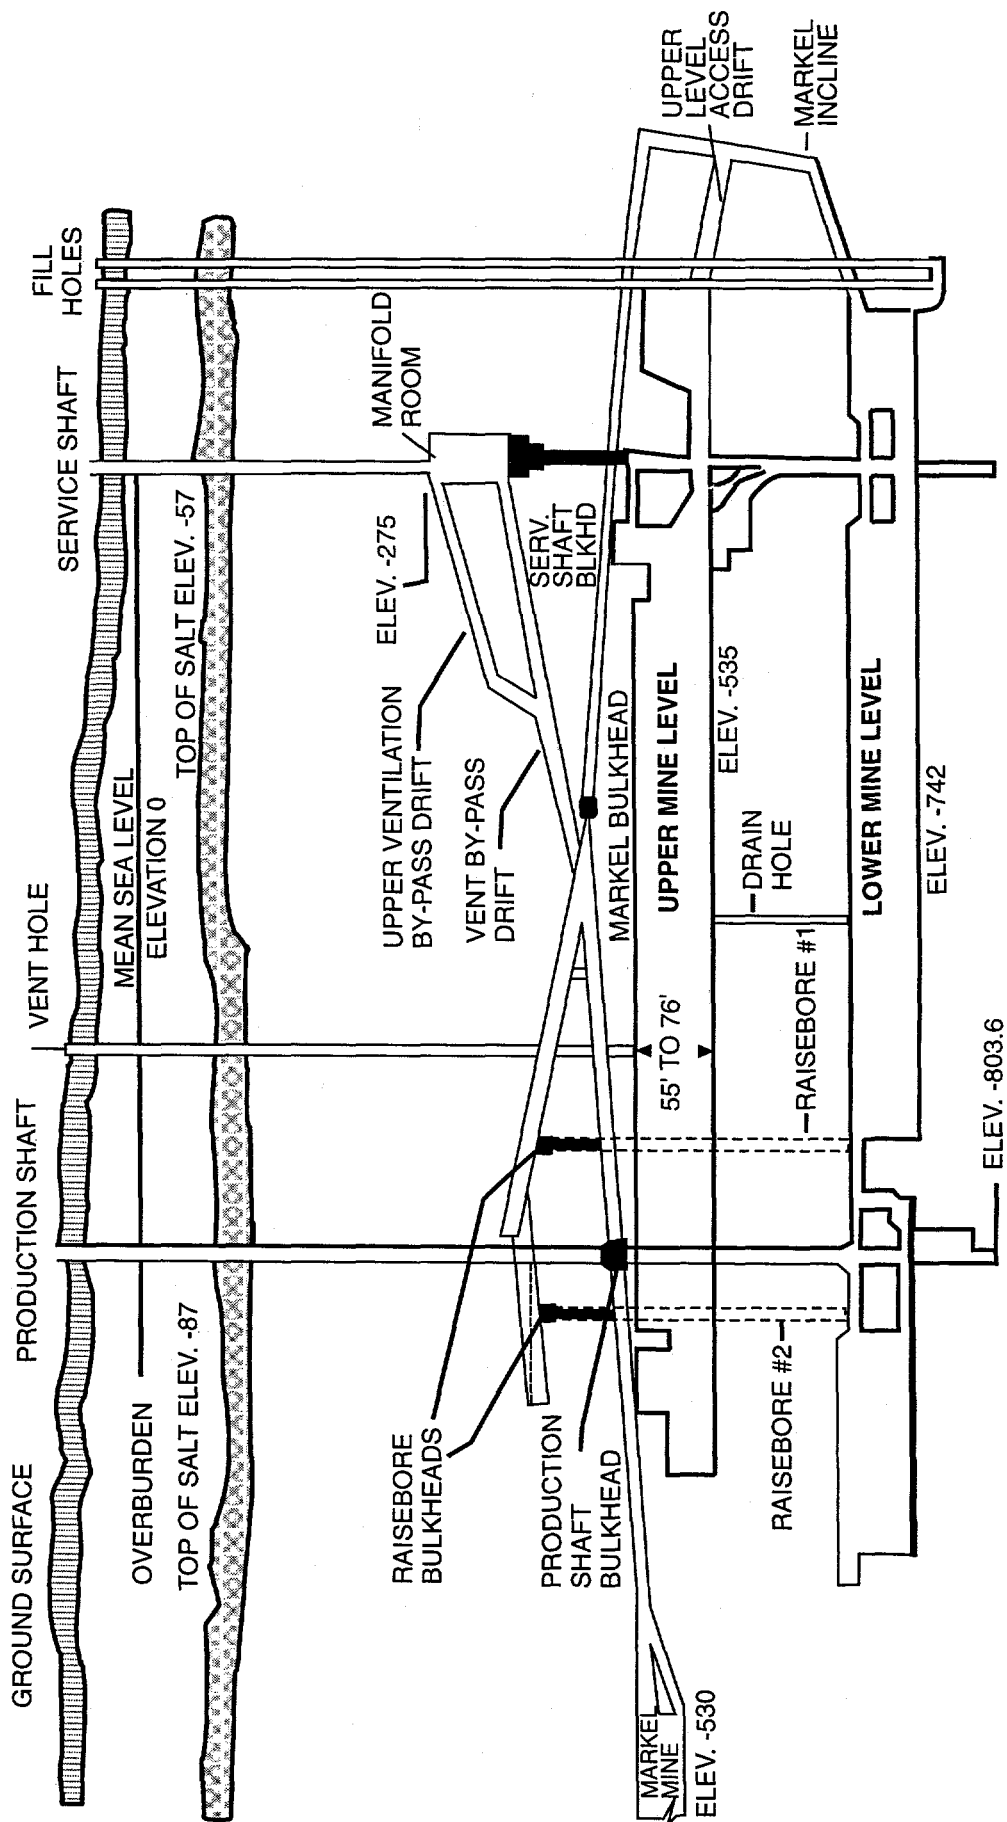 GROUND SURFACE
PRODUCTION SHAFT
VENT HOLE
SERVICE SHAFT
FILL
HOLES
MEAN SEA LEVEL
ELEVATION 0
OVERBURDEN
TOP OF SALT ELEV. -87
TOP OF SALT ELEV. -57
MANIFOLD
ROOM
ELEV. -275
UPPER VENTILATION
BY-PASS DRIFT
VENT BY-PASS
DRIFT
SERV.
SHAFT
BLKHD
RAISEBORE
BULKHEADS
PRODUCTION
SHAFT
BULKHEAD
MARKEL BULKHEAD
UPPER
LEVEL
ACCESS
DRIFT
MARKEL
INCLINE
MARKEL
MINE
ELEV. -530
55' TO 76'
UPPER MINE LEVEL
ELEV. -535
RAISEBORE #2
RAISEBORE #1
DRAIN
HOLE
LOWER MINE LEVEL
ELEV. -742
ELEV. -803.6